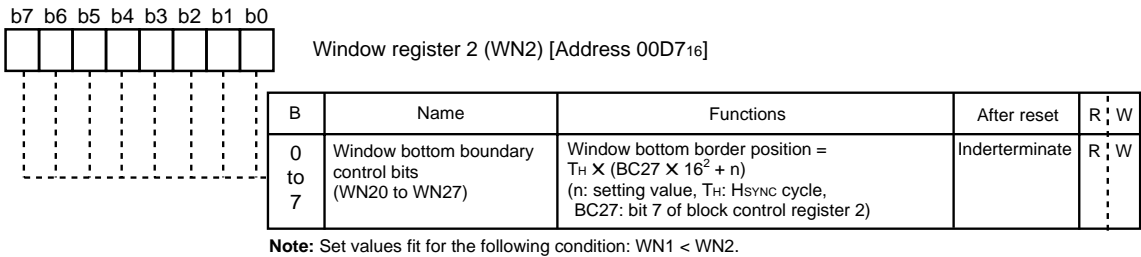 b7 b6 b5 b4 b3 b2 b1 b0
Window register 2 (WN2) [Address 00D716]
B Name Functions After reset R W
0 to 7
Window bottom boundary control bits (WN20 to WN27)
Window bottom border position =
TH X (BC27 X 16² + n)
(n: setting value, TH: HSYNC cycle,
BC27: bit 7 of block control register 2)
Inderterminate R W
Note: Set values fit for the following condition: WN1 < WN2.